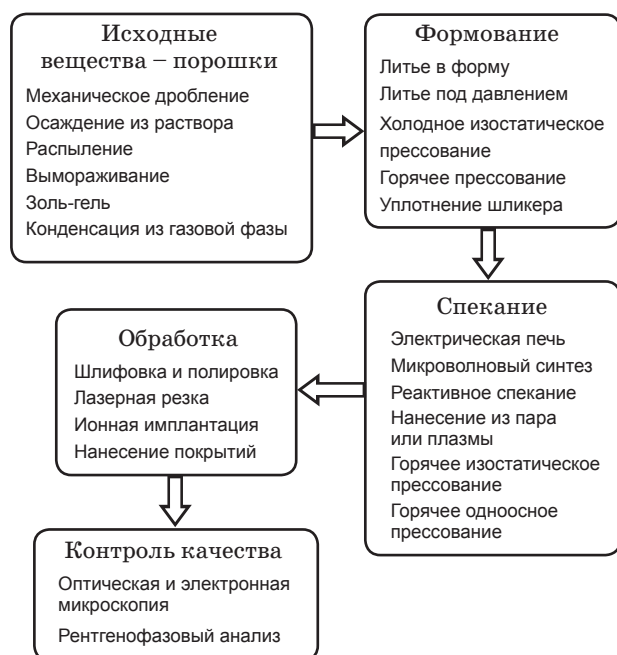 Исходные
вещества – порошки
Механическое дробление
Осаждение из раствора
Распыление
Вымораживание
Золь-гель
Конденсация из газовой фазы
Формование
Литье в форму
Литье под давлением
Холодное изостатическое
прессование
Горячее прессование
Уплотнение шликера
Спекание
Электрическая печь
Микроволновый синтез
Реактивное спекание
Нанесение из пара
или плазмы
Горячее изостатическое
прессование
Горячее одноосное
прессование
Обработка
Шлифовка и полировка
Лазерная резка
Ионная имплантация
Нанесение покрытий
Контроль качества
Оптическая и электронная
микроскопия
Рентгенофазовый анализ